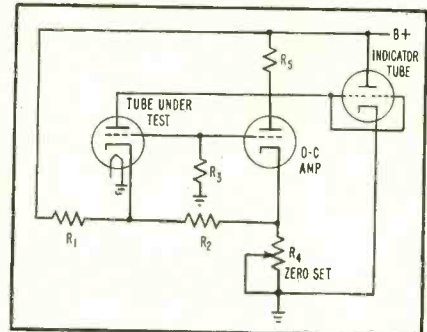 B+
R5
INDICATOR
TUBE
TUBE UNDER
TEST
D-C
AMP
R3
R1
R2
R4
ZERO SET